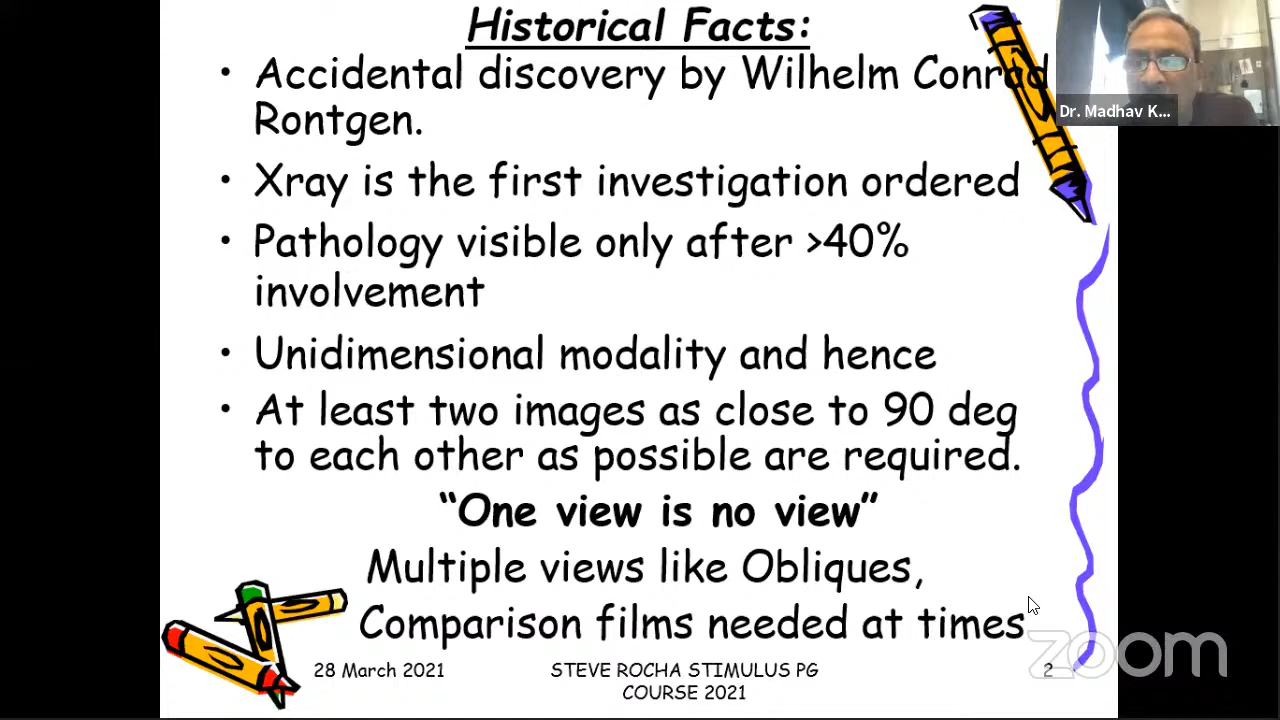 Historical Facts:
• Accidental discovery by Wilhelm Conrad
Rontgen.
• Xray is the first investigation ordered
• Pathology visible only after >40%
involvement
• Unidimensional modality and hence
• At least two images as close to 90 deg
to each other as possible are required.
“One view is no view”
Multiple views like Obliques,
Comparison films needed at times
28 March 2021
STEVE ROCHA STIMULUS PG
COURSE 2021
2
Dr. Madhav K...
zoom